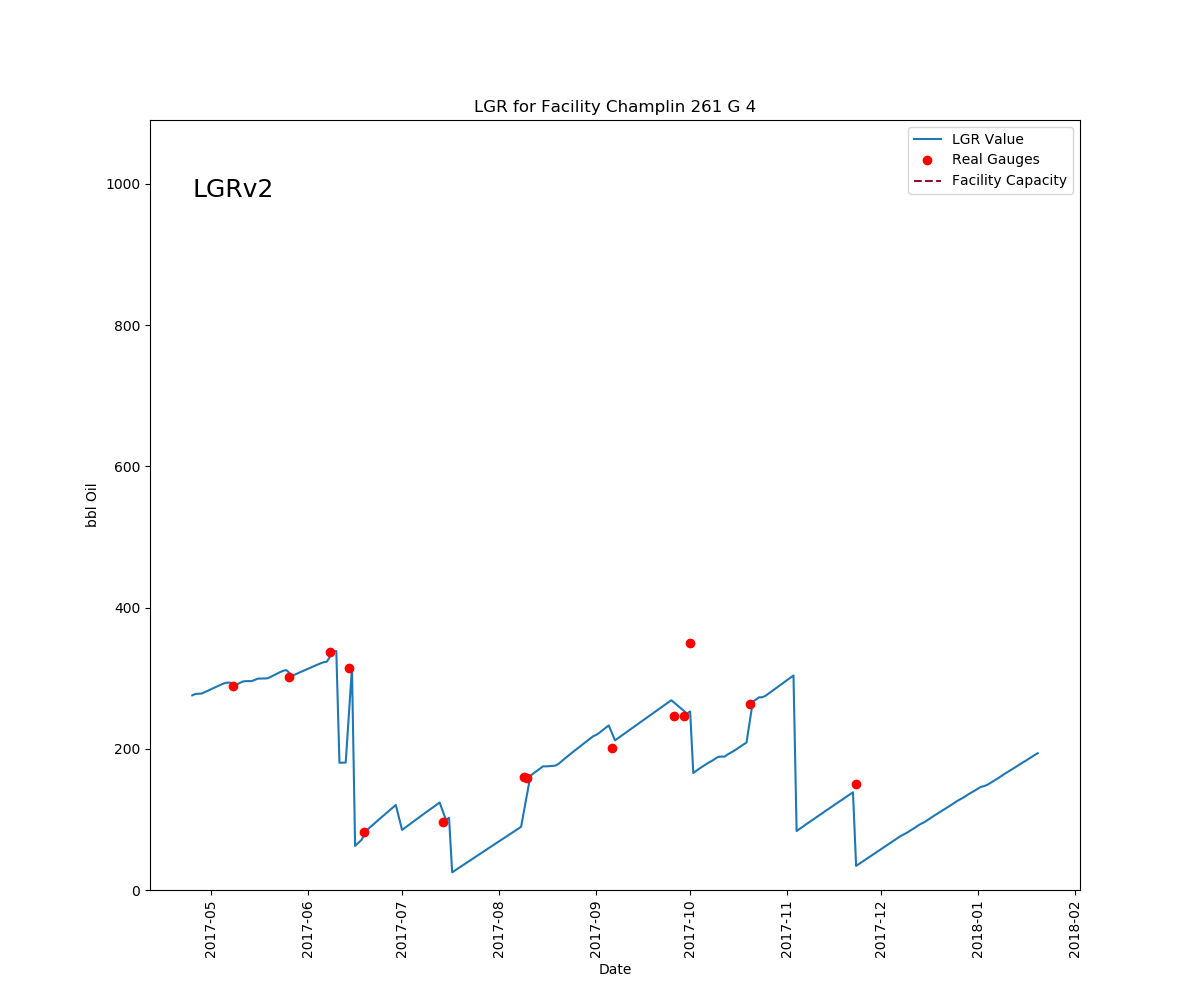 LGR for Facility Champlin 261 G 4
LGR Value
Real Gauges
Facility Capacity
LGRv2
1000
800
600
400
200
0
bbl Oil
2017-05
2017-06
2017-07
2017-08
2017-09
2017-10
2017-11
2017-12
2018-01
2018-02
Date